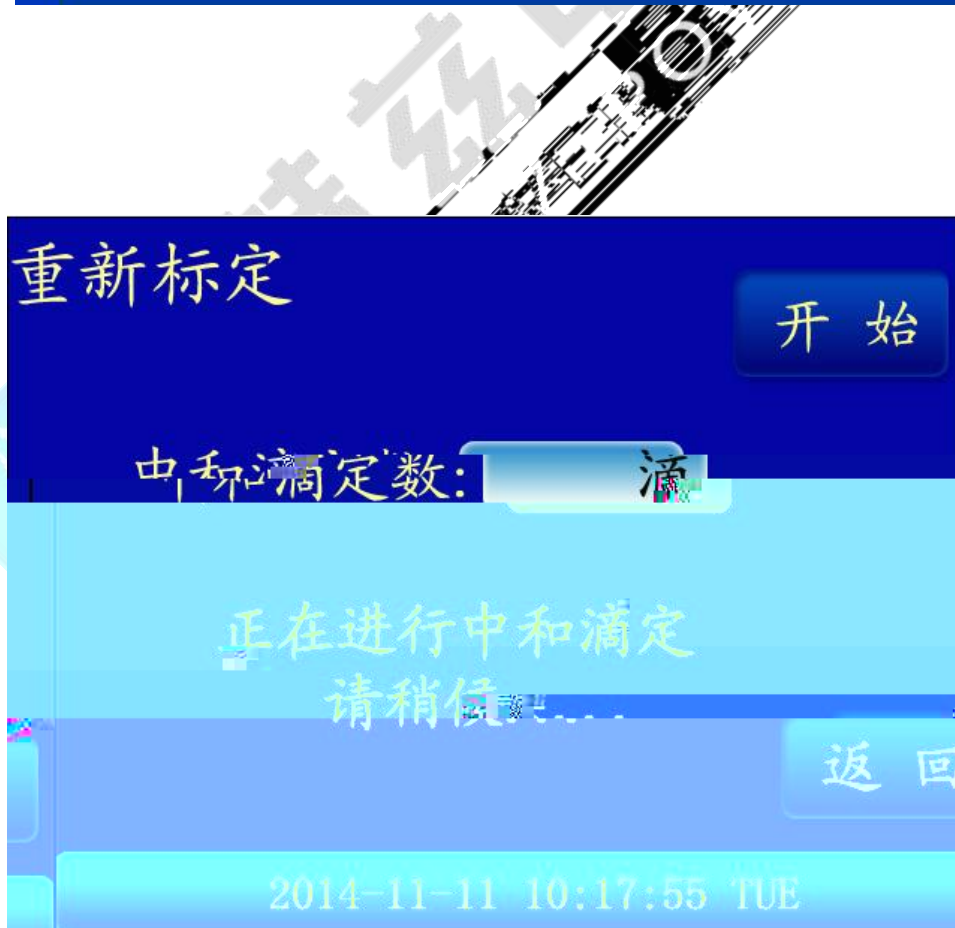 重新标定
开 始
中和滴定数: 滴
正在进行中和滴定
请稍候....
返 回
2014-11-11 10:17:55 TUE